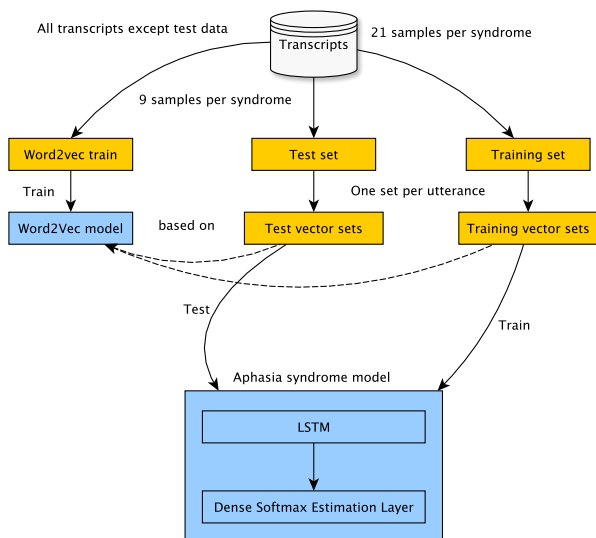 All transcripts except test data
21 samples per syndrome
Transcripts
9 samples per syndrome
Word2vec train
Test set
Training set
Train
One set per utterance
Word2Vec model
based on
Test vector sets
Training vector sets
Test
Train
Aphasia syndrome model
LSTM
Dense Softmax Estimation Layer